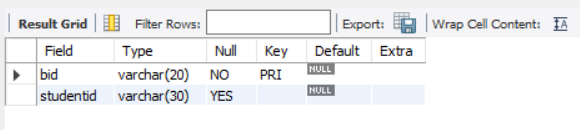 Result Grid Filter Rows: Export: Wrap Cell Content: IA
Field Type Null Key Default Extra
bid varchar(20) NO PRI NULL
studentid varchar(30) YES NULL